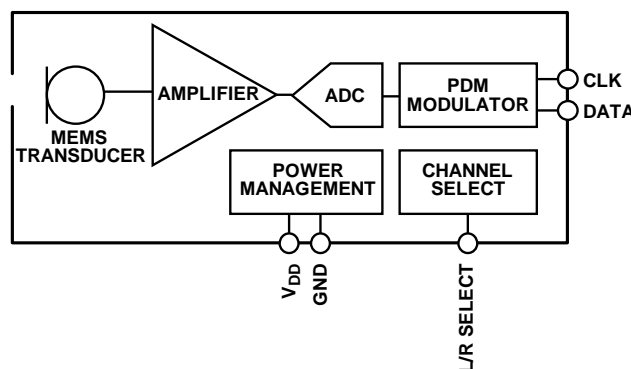 AMPLIFIER
ADC
PDM
MODULATOR
CLK
DATA
MEMS
TRANSDUCER
POWER
MANAGEMENT
CHANNEL
SELECT
VDD
GND
L/R SELECT